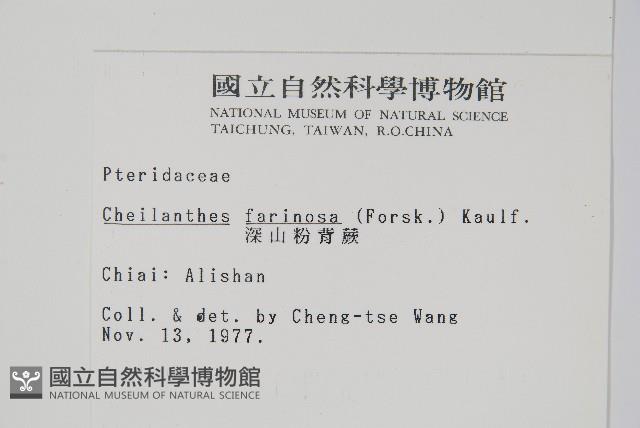 國立自然科學博物館
NATIONAL MUSEUM OF NATURAL SCIENCE
TAICHUNG, TAIWAN, R.O.CHINA
Pteridaceae
Cheilanthes farinosa (Forsk.) Kaulf.
深山粉背蕨
Chiai: Alishan
Coll. & det. by Cheng-tse Wang
Nov. 13, 1977.
國立自然科學博物館
NATIONAL MUSEUM OF NATURAL SCIENCE